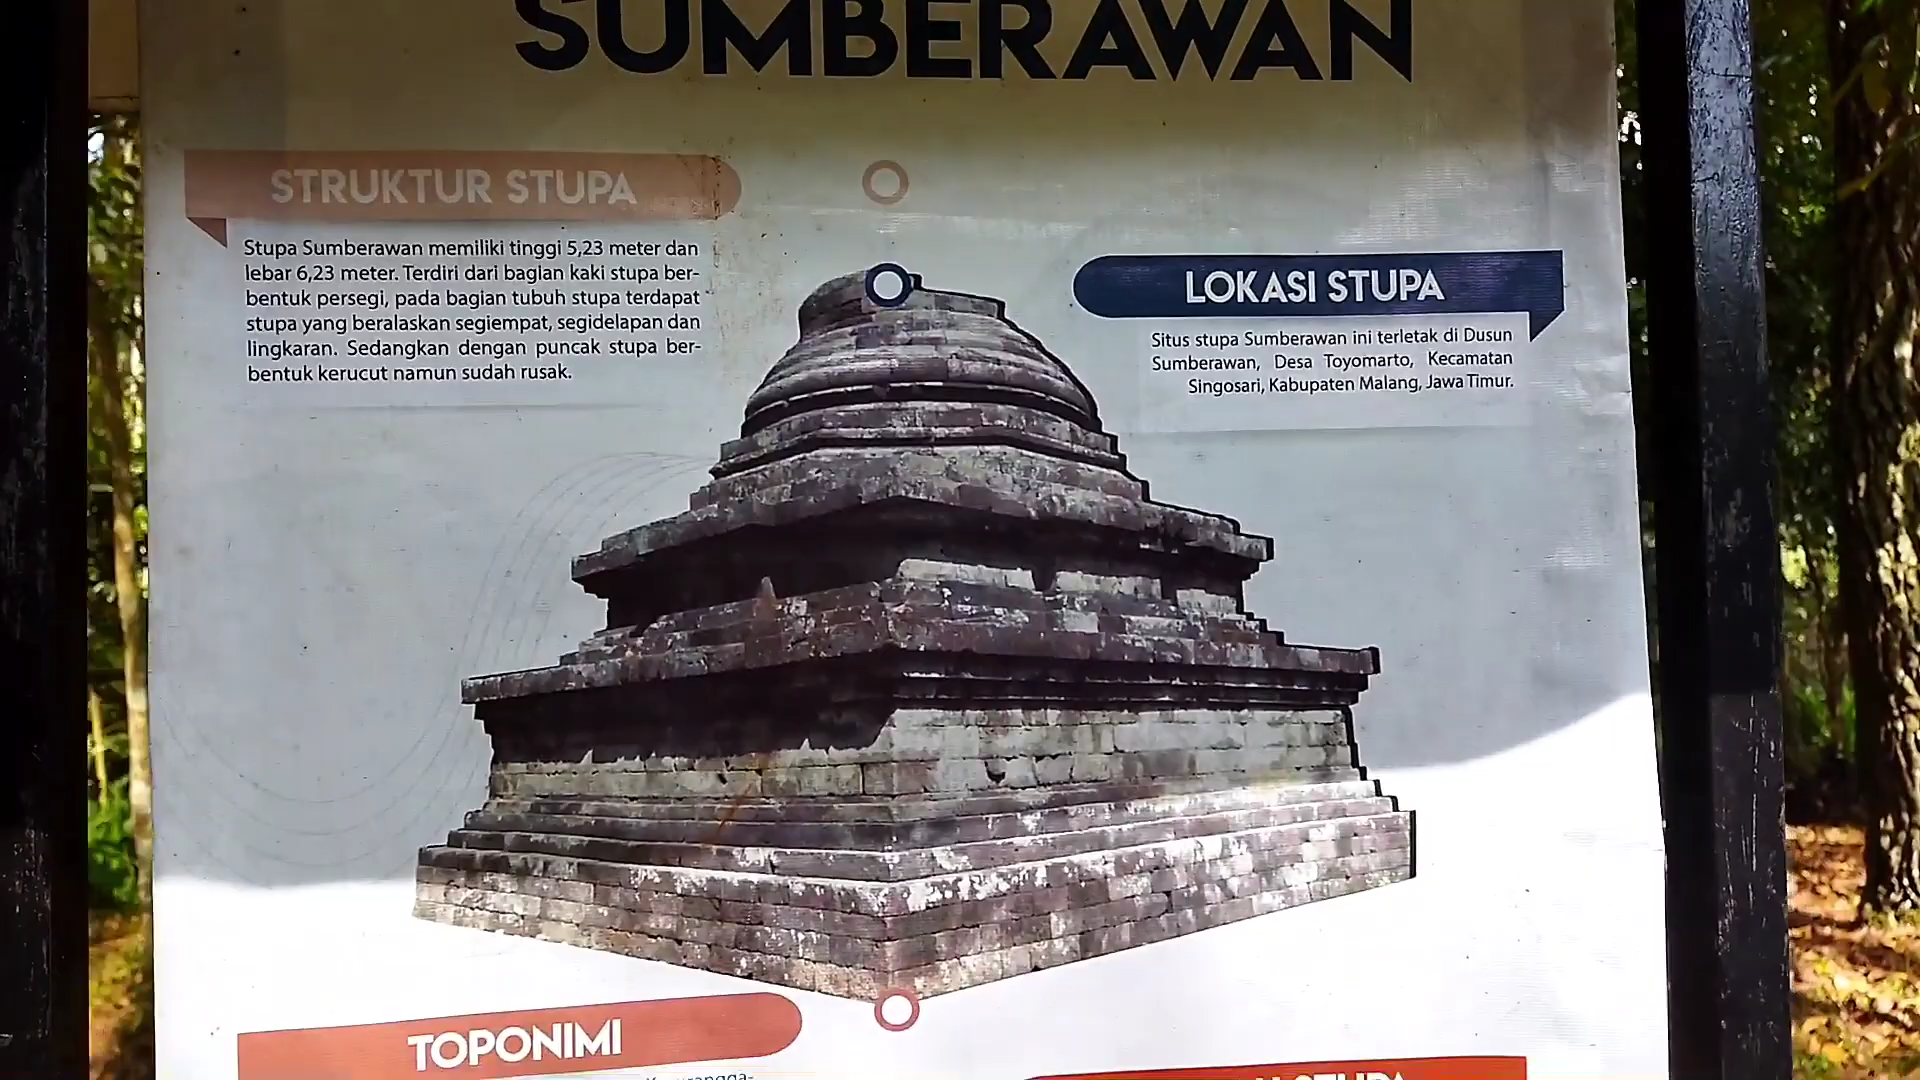 SUMBERAWAN
STRUKTUR STUPA
Stupa Sumberawan memiliki tinggi 5,23 meter dan
lebar 6,23 meter. Terdiri dari bagian kaki stupa ber-
bentuk persegi, pada bagian tubuh stupa terdapat
stupa yang beralaskan segiempat, segidelapan dan
lingkaran. Sedangkan dengan puncak stupa ber-
bentuk kerucut namun sudah rusak.
LOKASI STUPA
Situs stupa Sumberawan ini terletak di Dusun
Sumberawan, Desa Toyomarto, Kecamatan
Singosari, Kabupaten Malang, Jawa Timur.
TOPONIMI
STUPA